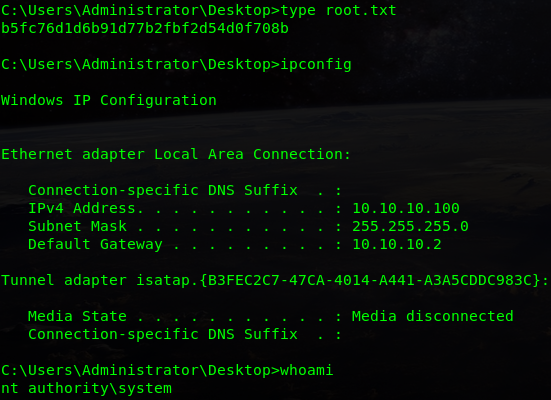 C:\Users\Administrator\Desktop>type root.txt
b5fc76d1d6b91d77b2fbf2d54d0f708b
C:\Users\Administrator\Desktop>ipconfig
Windows IP Configuration
Ethernet adapter Local Area Connection:
   Connection-specific DNS Suffix  . :
   IPv4 Address. . . . . . . . . . . : 10.10.10.100
   Subnet Mask . . . . . . . . . . . : 255.255.255.0
   Default Gateway . . . . . . . . . : 10.10.10.2
Tunnel adapter isatap.{B3FEC2C7-47CA-4014-A441-A3A5CDDC983C}:
   Media State . . . . . . . . . . . : Media disconnected
   Connection-specific DNS Suffix  . :
C:\Users\Administrator\Desktop>whoami
nt authority\system